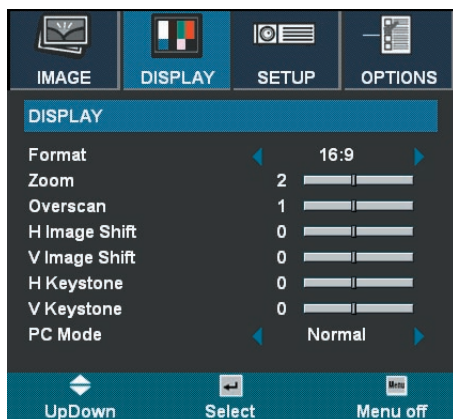 IMAGE DISPLAY SETUP OPTIONS
DISPLAY
Format 16:9
Zoom 2
Overscan 1
H Image Shift 0
V Image Shift 0
H Keystone 0
V Keystone 0
PC Mode Normal
Menu
UpDown Select Menu off